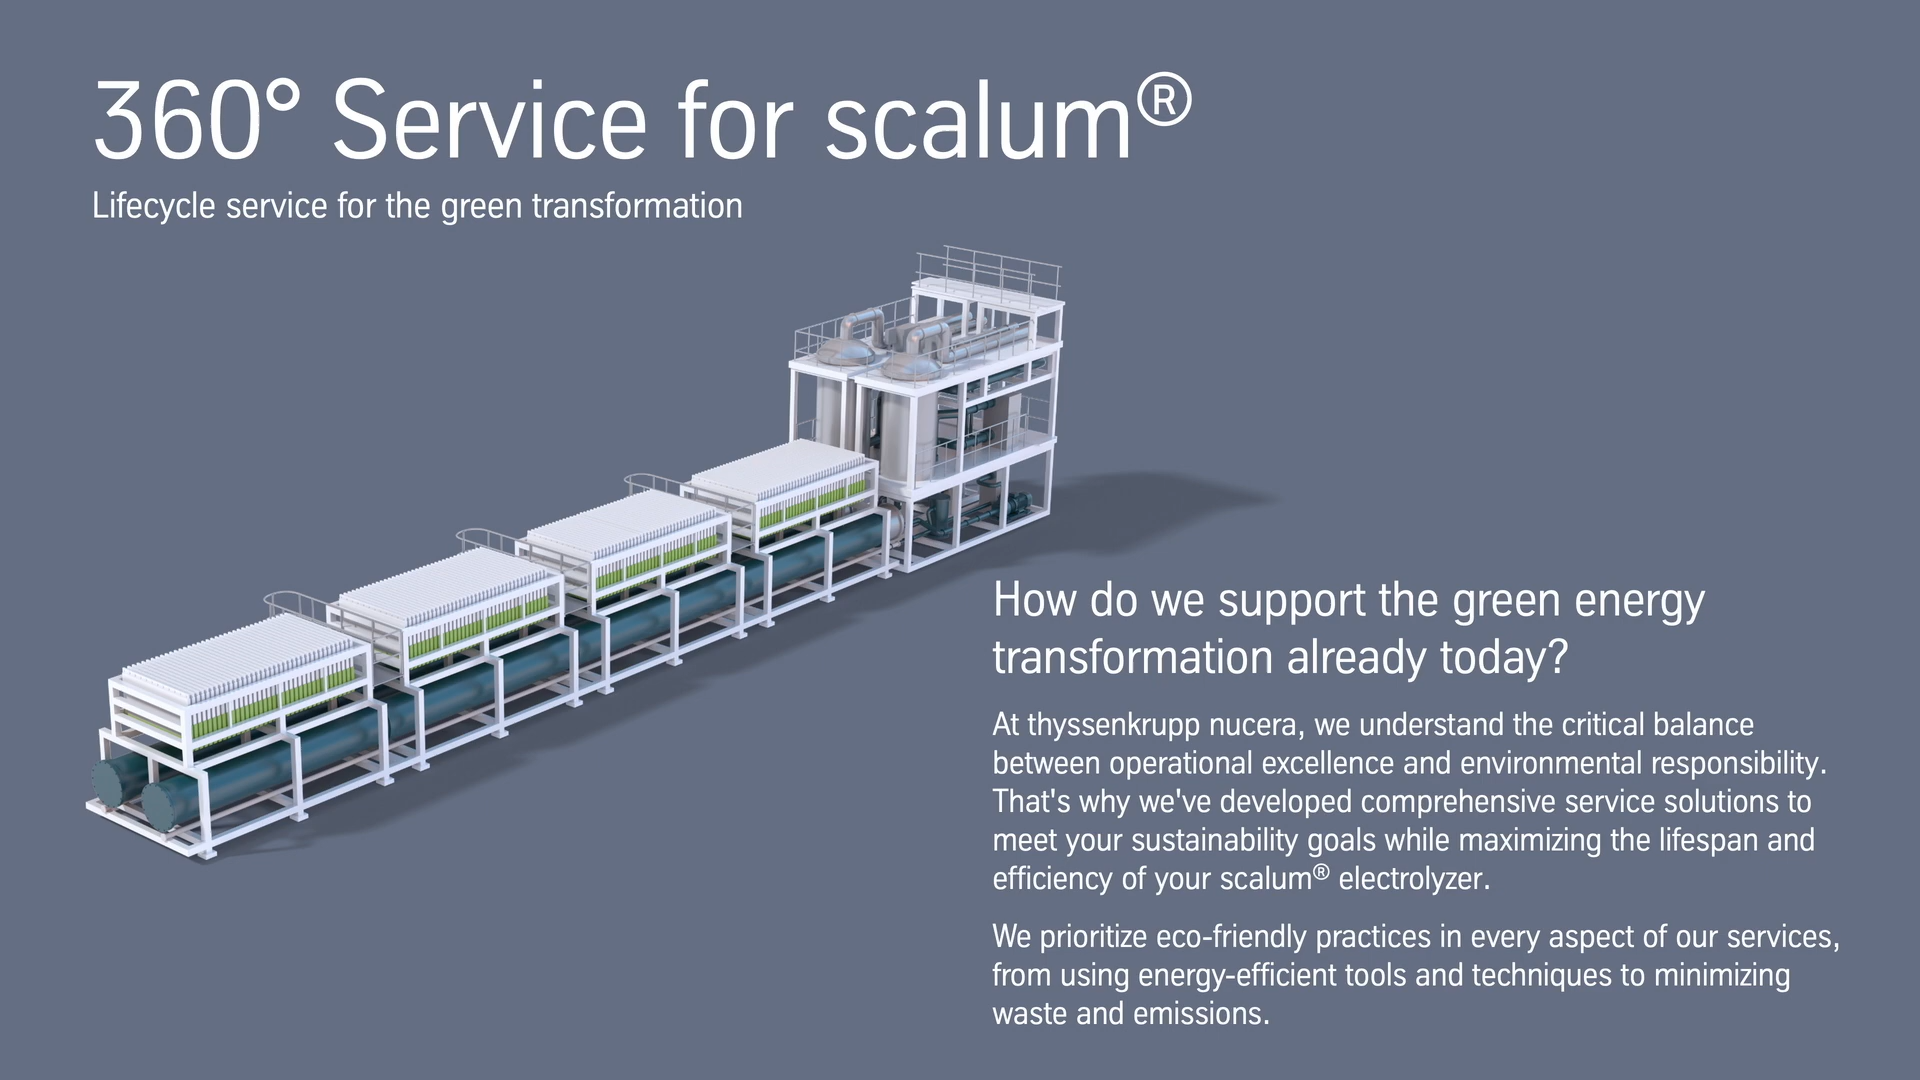 360° Service for scalum®
Lifecycle service for the green transformation
How do we support the green energy
transformation already today?
At thyssenkrupp nucera, we understand the critical balance
between operational excellence and environmental responsibility.
That's why we've developed comprehensive service solutions to
meet your sustainability goals while maximizing the lifespan and
efficiency of your scalum® electrolyzer.
We prioritize eco-friendly practices in every aspect of our services,
from using energy-efficient tools and techniques to minimizing
waste and emissions.